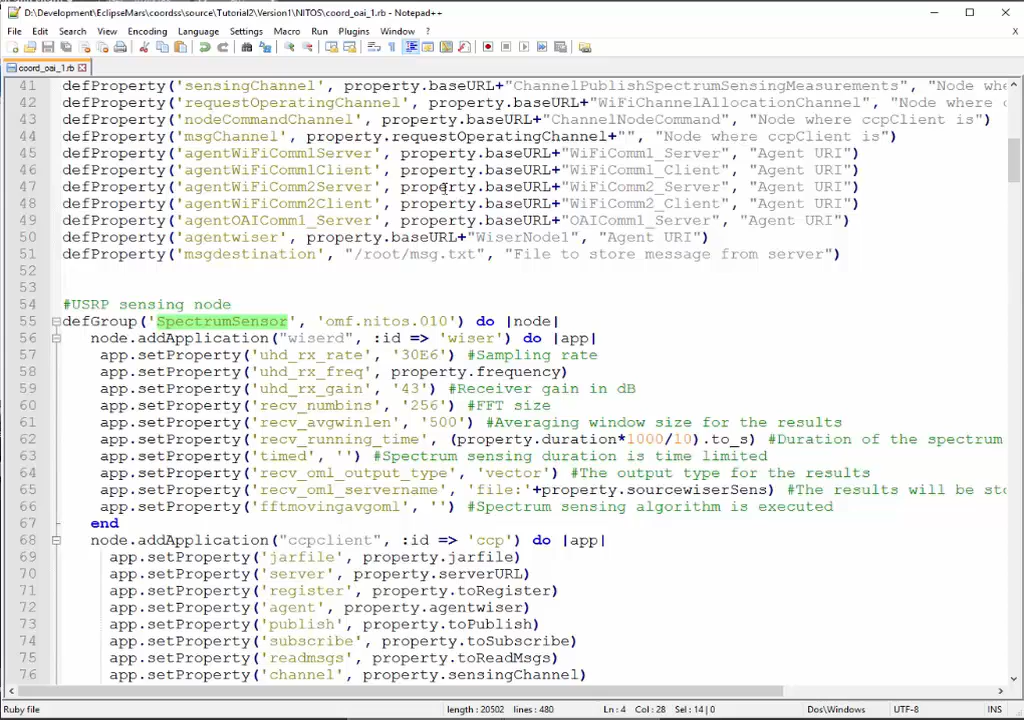 D:\Development\EclipseMars\coordss\source\Tutorial2\Version1\NITOS\coord_oai_1.rb - Notepad++
File Edit Search View Encoding Language Settings Macro Run Plugins Window ? X
coord_oai_1.rb
41 defProperty('sensingChannel', property.baseURL+"ChannelPublishSpectrumSensingMeasurements", "Node whe
42 defProperty('requestOperatingChannel', property.baseURL+"WiFiChannelAllocationChannel", "Node where c
43 defProperty('nodeCommandChannel', property.baseURL+"ChannelNodeCommand", "Node where ccpClient is")
44 defProperty('msgChannel', property.requestOperatingChannel+"", "Node where ccpClient is")
45 defProperty('agentWiFiComm1Server', property.baseURL+"WiFiComm1_Server", "Agent URI")
46 defProperty('agentWiFiComm1Client', property.baseURL+"WiFiComm1_Client", "Agent URI")
47 defProperty('agentWiFiComm2Server', property.baseURL+"WiFiComm2_Server", "Agent URI")
48 defProperty('agentWiFiComm2Client', property.baseURL+"WiFiComm2_Client", "Agent URI")
49 defProperty('agentOAIComm1_Server', property.baseURL+"OAIComm1_Server", "Agent URI")
50 defProperty('agentwiser', property.baseURL+"WiserNode1", "Agent URI")
51 defProperty('msgdestination', "/root/msg.txt", "File to store message from server")
52
53
54 #USRP sensing node
55 defGroup('SpectrumSensor', 'omf.nitos.010') do |node|
56 node.addApplication("wiserd", :id => 'wiser') do |app|
57 app.setProperty('uhd_rx_rate', '30E6') #Sampling rate
58 app.setProperty('uhd_rx_freq', property.frequency)
59 app.setProperty('uhd_rx_gain', '43') #Receiver gain in dB
60 app.setProperty('recv_numbins', '256') #FFT size
61 app.setProperty('recv_avgwinlen', '500') #Averaging window size for the results
62 app.setProperty('recv_running_time', (property.duration*1000/10).to_s) #Duration of the spectrum
63 app.setProperty('timed', '') #Spectrum sensing duration is time limited
64 app.setProperty('recv_oml_output_type', 'vector') #The output type for the results
65 app.setProperty('recv_oml_servername', 'file:'+property.sourcewiserSens) #The results will be sto
66 app.setProperty('fftmovingavgoml', '') #Spectrum sensing algorithm is executed
67 end
68 node.addApplication("ccpclient", :id => 'ccp') do |app|
69 app.setProperty('jarfile', property.jarfile)
70 app.setProperty('server', property.serverURL)
71 app.setProperty('register', property.toRegister)
72 app.setProperty('agent', property.agentwiser)
73 app.setProperty('publish', property.toPublish)
74 app.setProperty('subscribe', property.toSubscribe)
75 app.setProperty('readmsgs', property.toReadMsgs)
76 app.setProperty('channel', property.sensingChannel)
Ruby file length : 20502 lines : 480 Ln : 4 Col : 28 Sel : 14 | 0 Dos\Windows UTF-8 INS